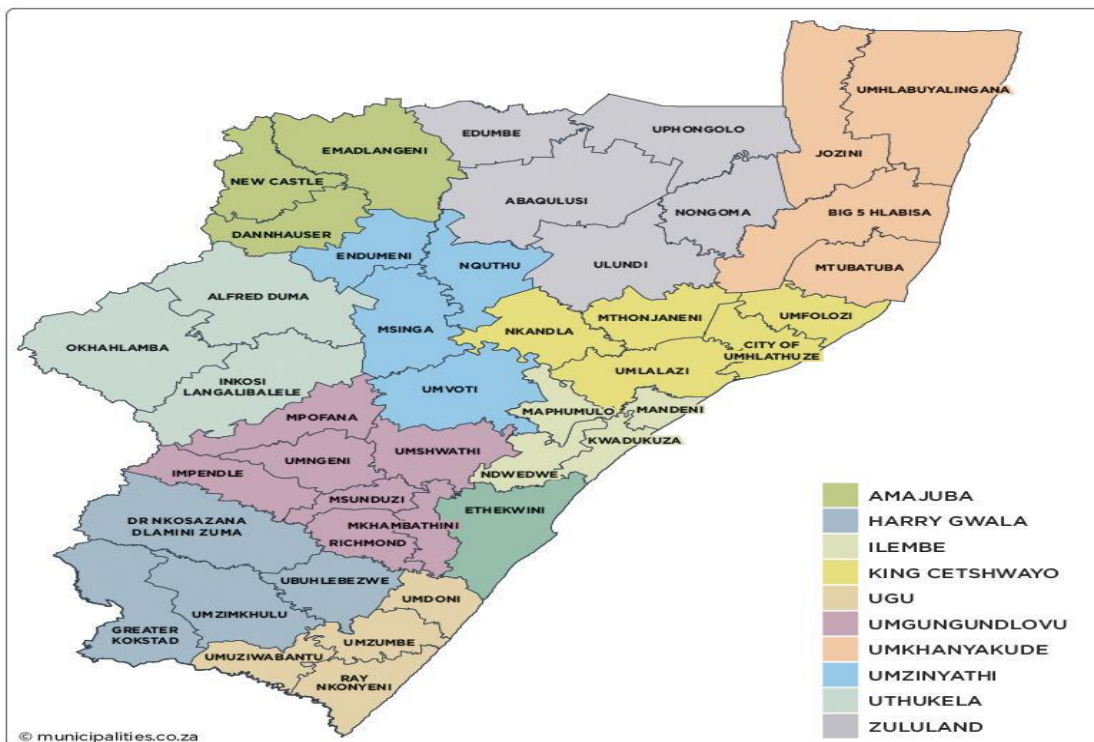 UMHLABUYALINGANA
EDUMBE
UPHONGOLO
EMADLANGENI
JOZINI
NEW CASTLE
ABAQULUSI
NONGOMA
BIG 5 HLABISA
DANNHAUSER
ENDUMENI
NQUTHU
ULUNDI
MTUBATUBA
ALFRED DUMA
MSINGA
NKANDLA
MTHONJANENI
UMFOLOZI
OKHAHLAMBA
CITY OF
UMHLATHUZE
UMLALAZI
INKOSI
LANGALIBALELE
UMVOTI
MAPHUMULO
MANDENI
MPOFANA
KWADUKUZA
UMSHWATHI
UMNGENI
IMPENDLE
NDWEDWE
MSUNDUZI
ETHEKWINI
DR NKOSAZANA
DLAMINI ZUMA
MKHAMBATHINI
RICHMOND
UBUHLEBEZWE
UMDONI
UMZIMKHULU
GREATER
KOKSTAD
UMZUMBE
UMUZIWABANTU
RAY
NKONYENI
AMAJUBA
HARRY GWALA
ILEMBE
KING CETSHWAYO
UGU
UMGUNGUNDLOVU
UMKHANYAKUDE
UMZINYATHI
UTHUKELA
ZULULAND
© municipalities.co.za